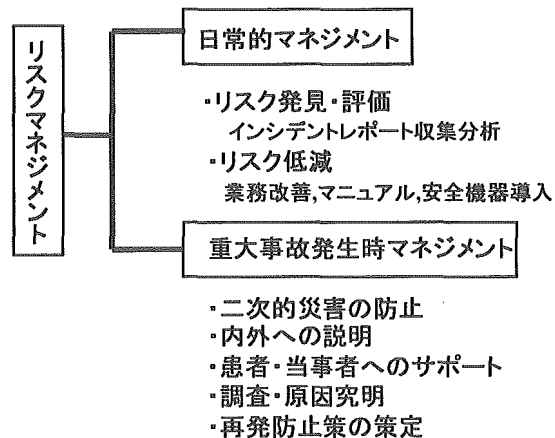 リスクマネジメント
日常的マネジメント
・リスク発見・評価
インシデントレポート収集分析
・リスク低減
業務改善,マニュアル,安全機器導入
重大事故発生時マネジメント
・二次的災害の防止
・内外への説明
・患者・当事者へのサポート
・調査・原因究明
・再発防止策の策定